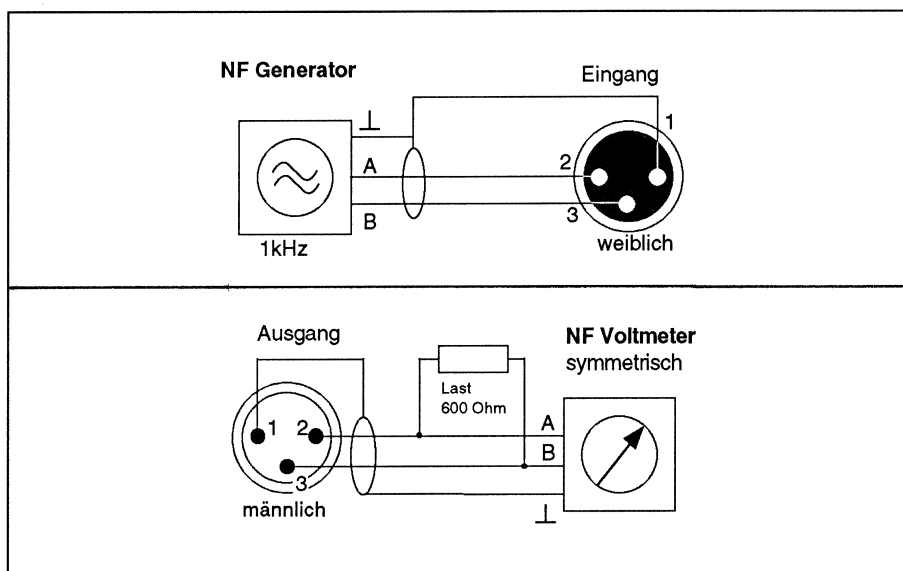 NF Generator
Eingang
⊥
1
A
2
B
3
1kHz
weiblich
Ausgang
NF Voltmeter
symmetrisch
Last
600 Ohm
1 2
A
B
3
männlich
⊥